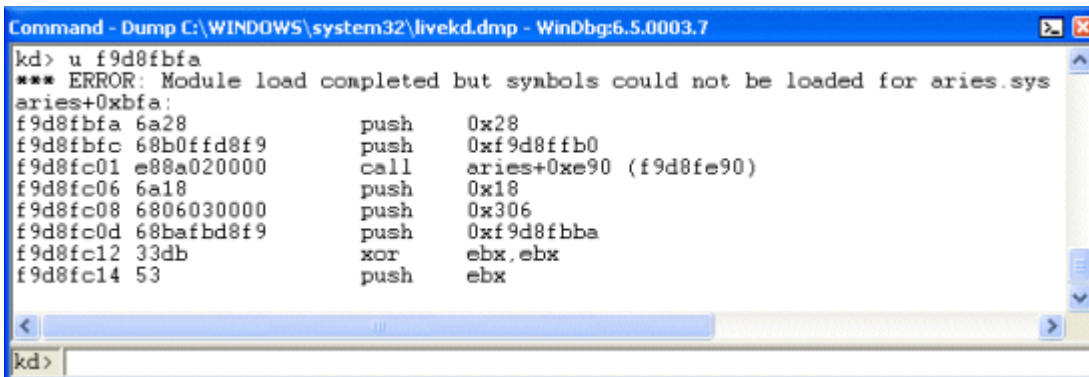 Command - Dump C:\WINDOWS\system32\livekd.dmp - WinDbg:6.5.0003.7
kd> u f9d8fbfa
*** ERROR: Module load completed but symbols could not be loaded for aries.sys
aries+0xbfa:
f9d8fbfa 6a28 push 0x28
f9d8fbfc 68b0ffd8f9 push 0xf9d8ffb0
f9d8fc01 e88a020000 call aries+0xe90 (f9d8fe90)
f9d8fc06 6a18 push 0x18
f9d8fc08 6806030000 push 0x306
f9d8fc0d 68bafbd8f9 push 0xf9d8fbba
f9d8fc12 33db xor ebx,ebx
f9d8fc14 53 push ebx
kd>